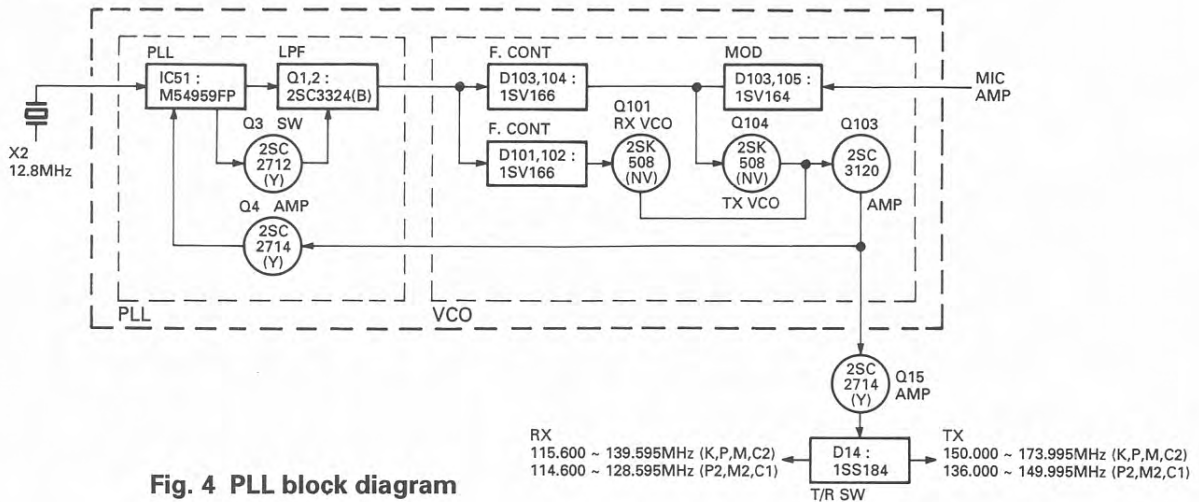 PLL
IC51 :
M54959FP
LPF
Q1,2 :
2SC3324(B)
Q3 SW
2SC
2712
(Y)
Q4 AMP
2SC
2714
(Y)
X2
12.8MHz
PLL
F. CONT
D103,104 :
1SV166
F. CONT
D101,102 :
1SV166
Q101
RX VCO
2SK
508
(NV)
MOD
D103,105 :
1SV164
Q104
2SK
508
(NV)
TX VCO
Q103
2SC
3120
AMP
MIC
AMP
VCO
2SC
2714
(Y)
Q15
AMP
RX
115.600 ~ 139.595MHz (K,P,M,C2)
114.600 ~ 128.595MHz (P2,M2,C1)
D14 :
1SS184
T/R SW
TX
150.000 ~ 173.995MHz (K,P,M,C2)
136.000 ~ 149.995MHz (P2,M2,C1)
Fig. 4 PLL block diagram